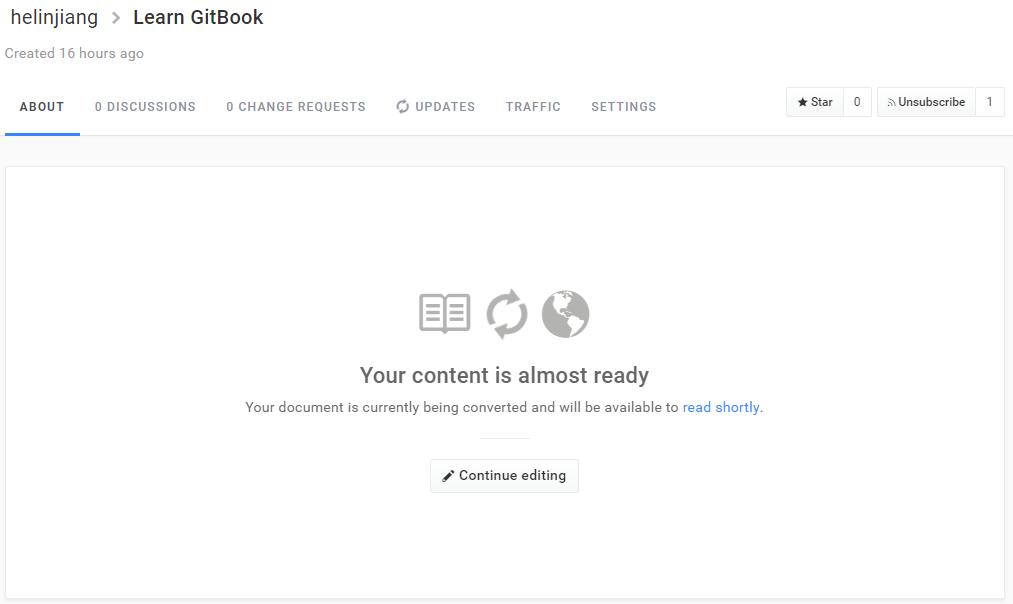 helinjiang > Learn GitBook
Created 16 hours ago
ABOUT 0 DISCUSSIONS 0 CHANGE REQUESTS UPDATES TRAFFIC SETTINGS Star 0 Unsubscribe 1
Your content is almost ready
Your document is currently being converted and will be available to read shortly.
Continue editing